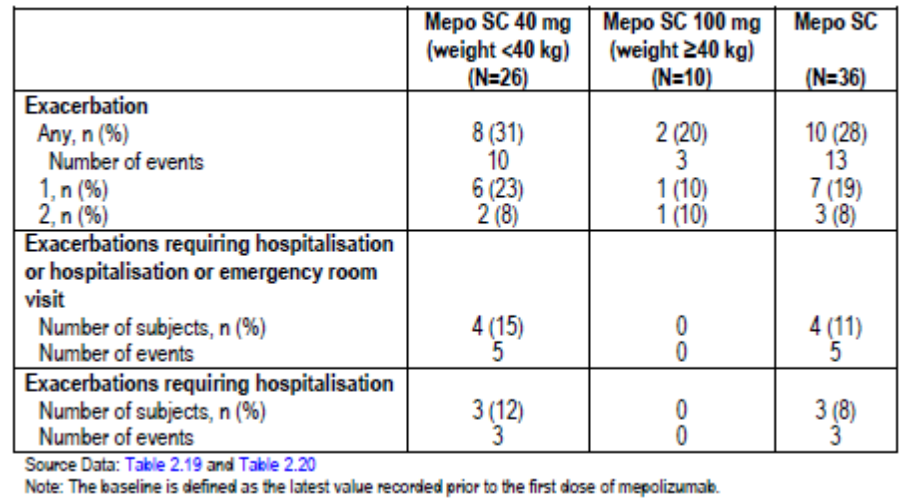 Mepo SC 40 mg (weight <40 kg) (N=26) Mepo SC 100 mg (weight ≥40 kg) (N=10) Mepo SC (N=36)
Exacerbation
Any, n (%) 8 (31) 2 (20) 10 (28)
Number of events 10 3 13
1, n (%) 6 (23) 1 (10) 7 (19)
2, n (%) 2 (8) 1 (10) 3 (8)
Exacerbations requiring hospitalisation
or hospitalisation or emergency room
visit
Number of subjects, n (%) 4 (15) 0 4 (11)
Number of events 5 0 5
Exacerbations requiring hospitalisation
Number of subjects, n (%) 3 (12) 0 3 (8)
Number of events 3 0 3
Source Data: Table 2.19 and Table 2.20
Note: The baseline is defined as the latest value recorded prior to the first dose of mepolizumab.